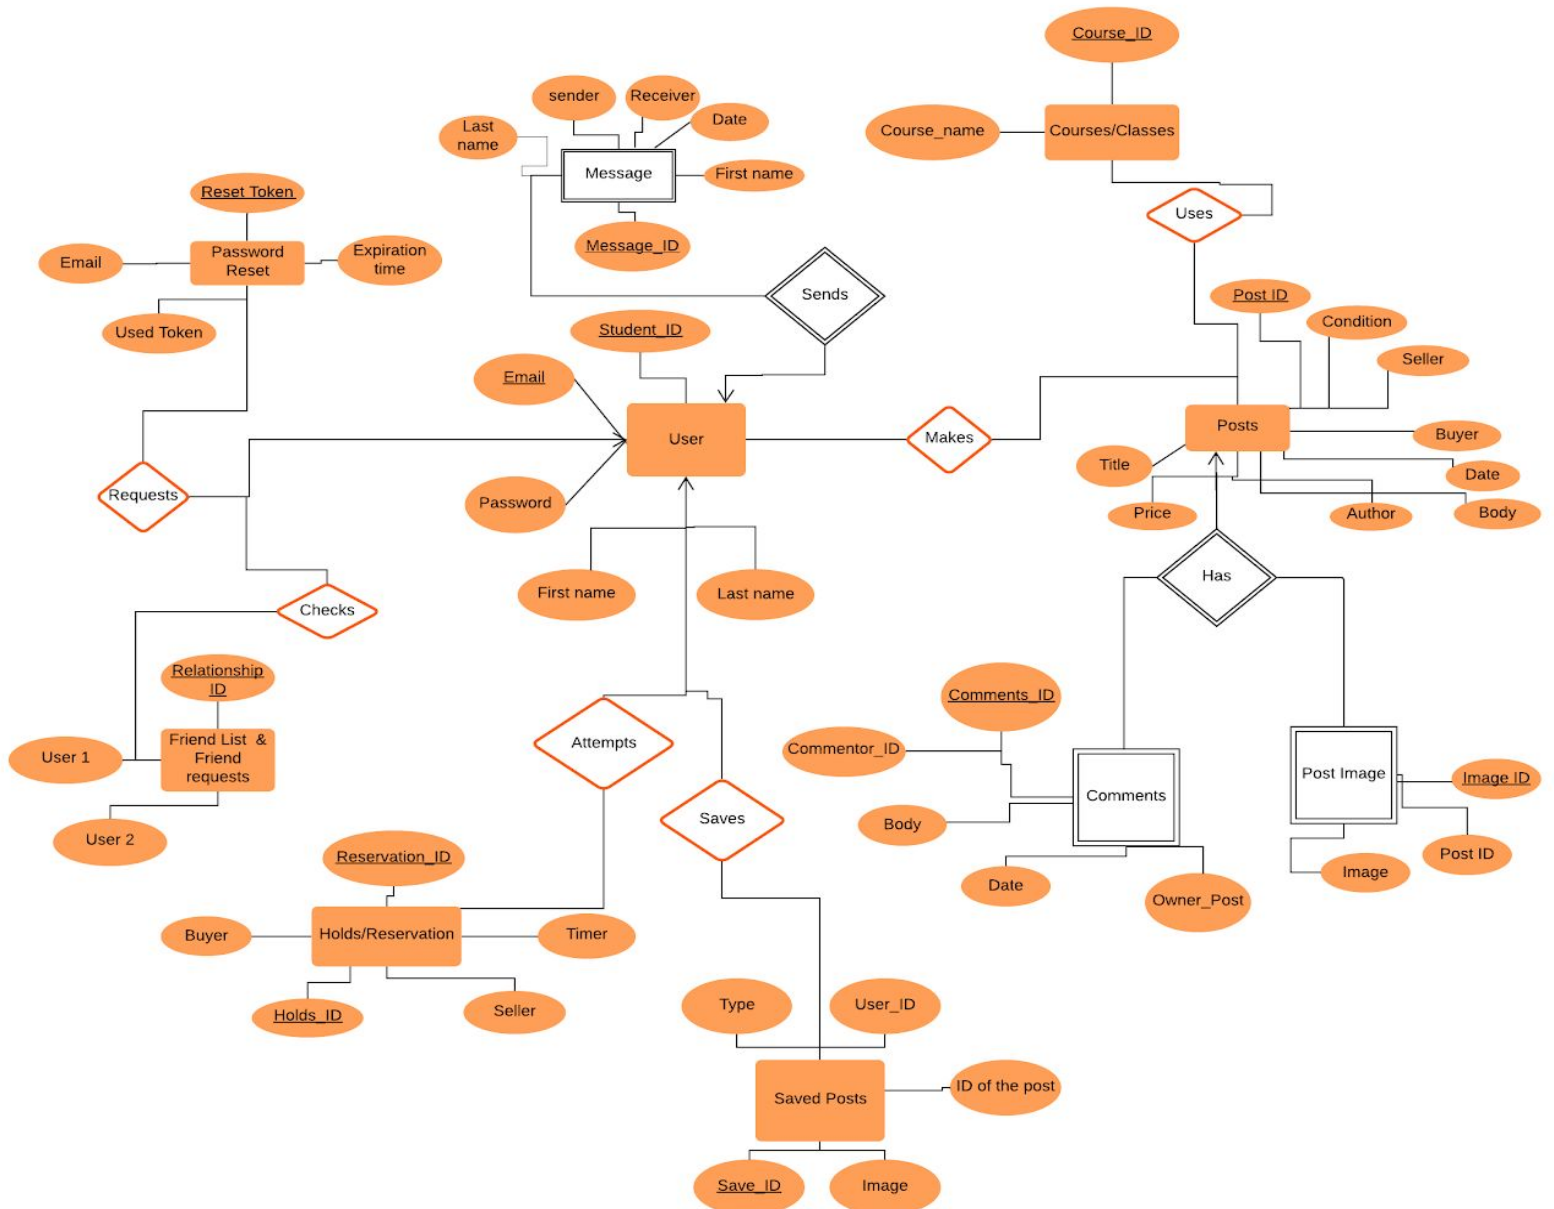 Course_ID
sender
Receiver
Date
Last
name
Course_name
Courses/Classes
Message
First name
Reset Token
Uses
Message_ID
Password
Reset
Email
Expiration
time
Sends
Post ID
Condition
Used Token
Student_ID
Seller
Email
User
Makes
Posts
Buyer
Title
Date
Requests
Password
Price
Author
Body
Has
First name
Last name
Checks
Relationship
ID
Comments_ID
Friend List &
Friend
requests
User 1
Attempts
Commentor_ID
Post Image
Image ID
Comments
Saves
Body
User 2
Reservation_ID
Post ID
Image
Date
Owner_Post
Buyer
Holds/Reservation
Timer
Holds_ID
Seller
Type
User_ID
Saved Posts
ID of the post
Save_ID
Image